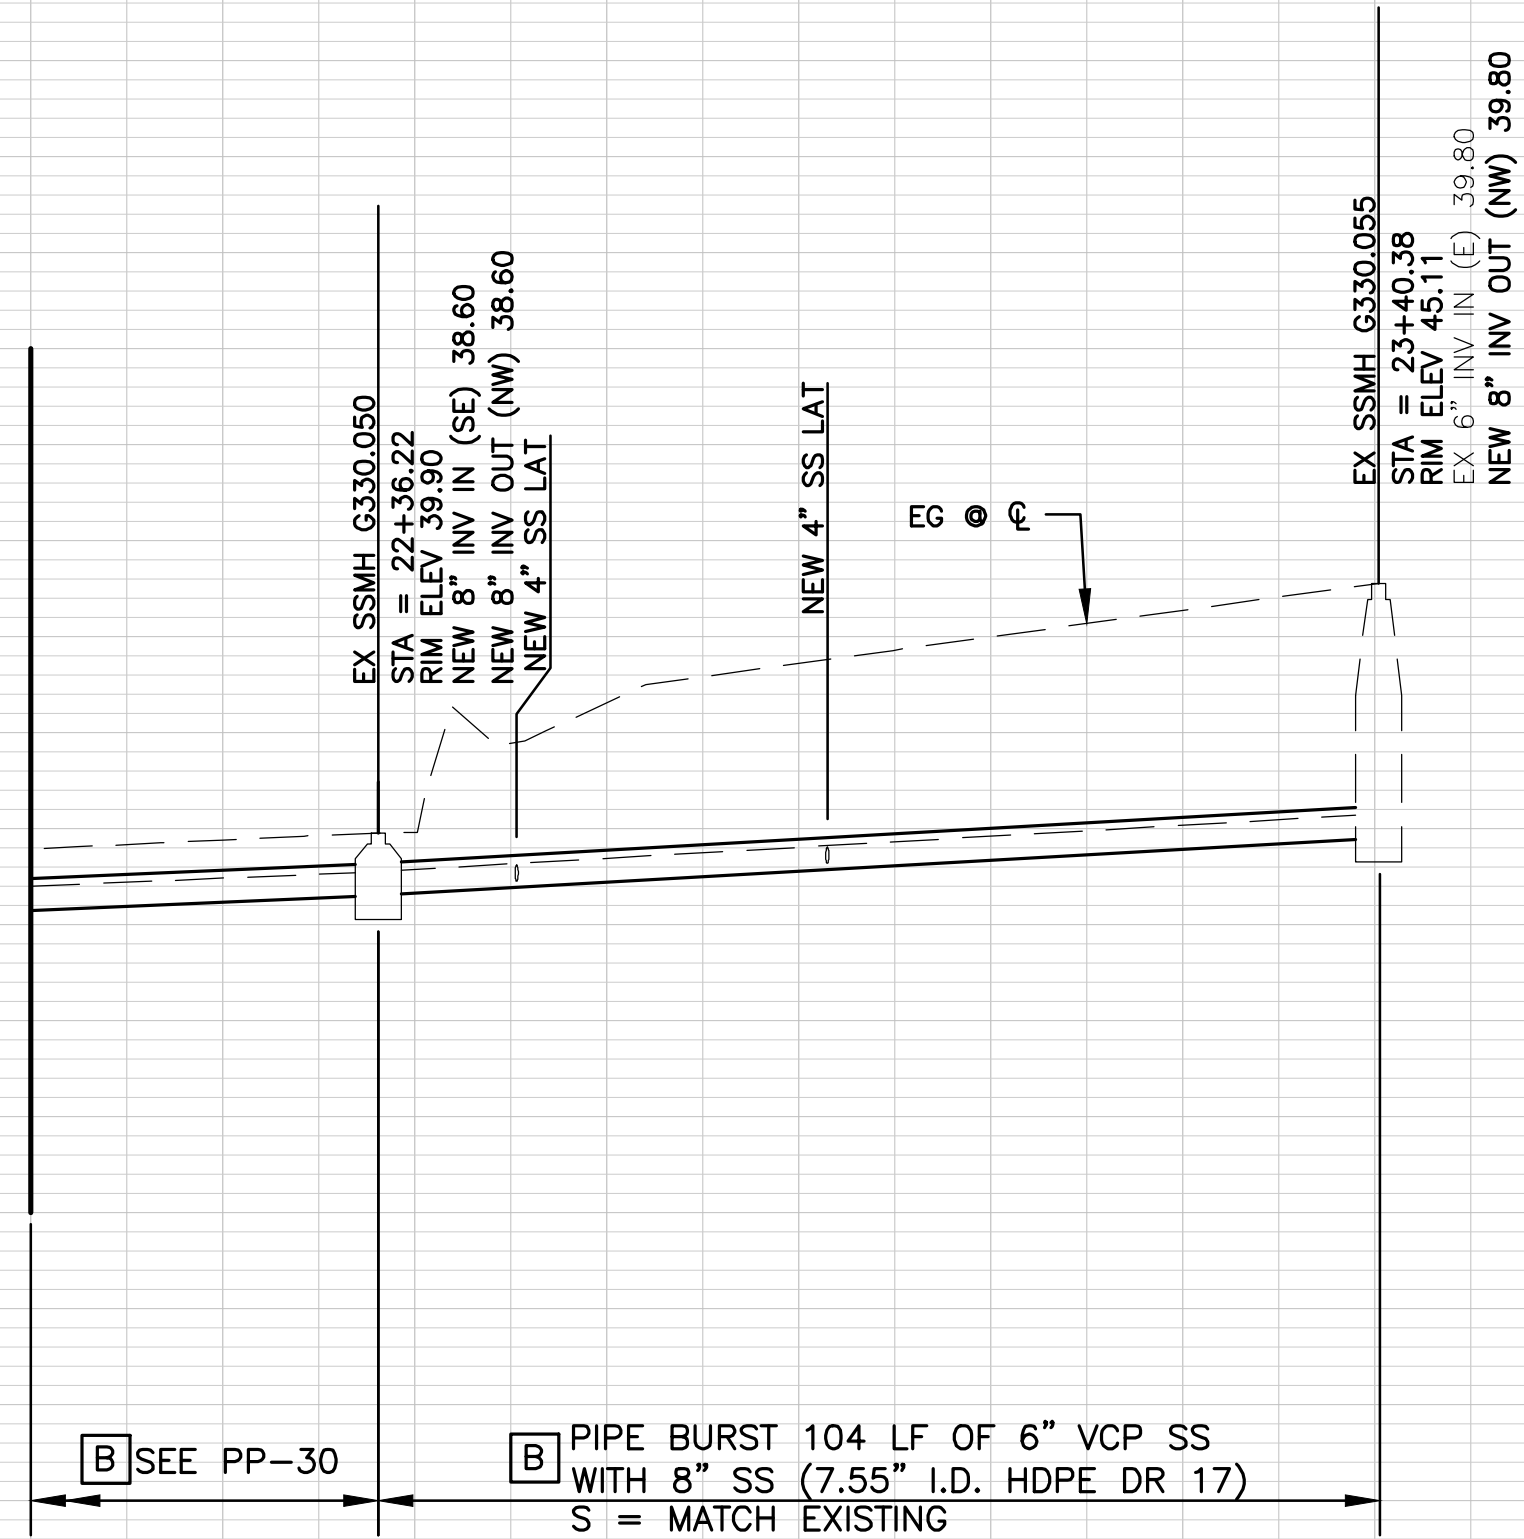 EX SSMH G330.050
STA = 22+36.22
RIM ELEV 39.90
NEW 8" INV IN (SE) 38.60
NEW 8" INV OUT (NW) 38.60
NEW 4" SS LAT
NEW 4" SS LAT
EG @ ℄
EX SSMH G330.055
STA = 23+40.38
RIM ELEV 45.11
EX 6" INV IN (E) 39.80
NEW 8" INV OUT (NW) 39.80
B SEE PP-30
B PIPE BURST 104 LF OF 6" VCP SS
WITH 8" SS (7.55" I.D. HDPE DR 17)
S = MATCH EXISTING